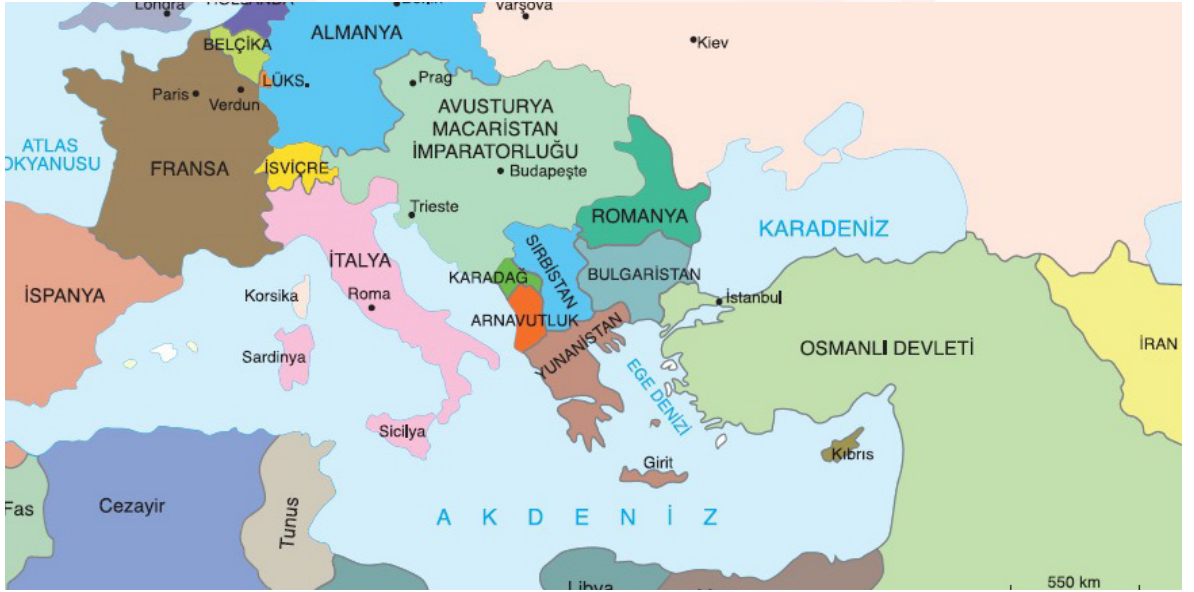 Londra
HOLLANDA
Varşova
BELÇİKA
ALMANYA
Kiev
LÜKS.
Prag
Paris
Verdun
AVUSTURYA
MACARİSTAN
İMPARATORLUĞU
ATLAS
OKYANUSU
FRANSA
İSVİÇRE
Budapeşte
Trieste
ROMANYA
KARADENİZ
SIRBİSTAN
İTALYA
KARADAĞ
BULGARİSTAN
İSPANYA
Korsika
Roma
İstanbul
ARNAVUTLUK
YUNANİSTAN
OSMANLI DEVLETİ
İRAN
Sardinya
EGE DENİZİ
Sicilya
Girit
Kıbrıs
Fas
Cezayir
Tunus
AKDENİZ
Libya
550 km